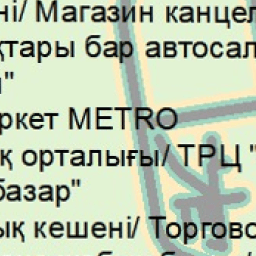 ні/ Магазин канцел
қтары бар автосал
"
ркет METRO
қ орталығы/ ТРЦ "
базар"
ық кешені/ Торгово